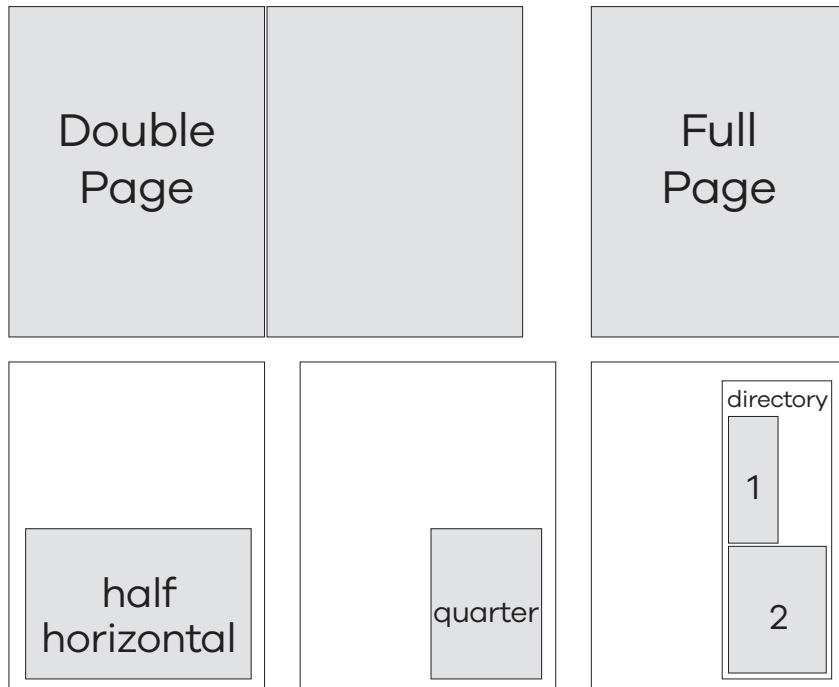 Double
Page
Full
Page
half
horizontal
quarter
directory
1
2